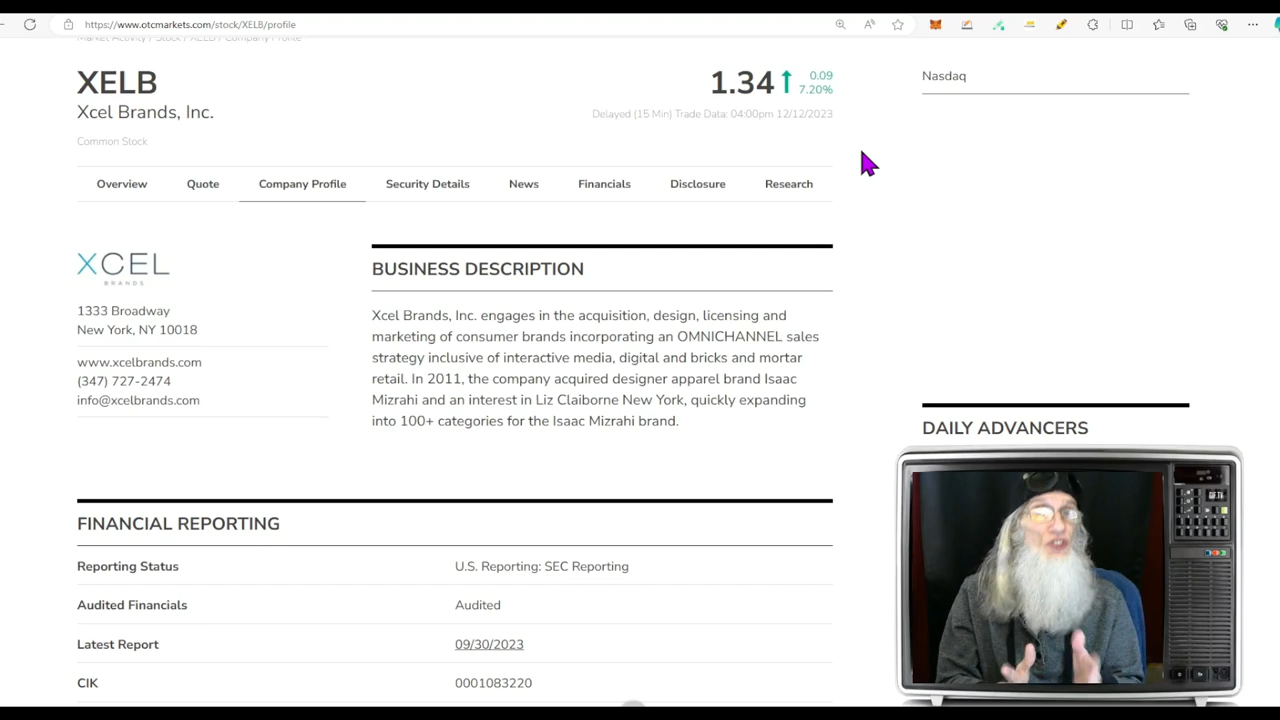 https://www.otcmarkets.com/stock/XELB/profile
Market Activity / Stock / XELB / Company Profile
XELB
1.34
0.09
7.20%
Xcel Brands, Inc.
Delayed (15 Min) Trade Data: 04:00pm 12/12/2023
Common Stock
Nasdaq
Overview
Quote
Company Profile
Security Details
News
Financials
Disclosure
Research
XCEL
BRANDS
1333 Broadway
New York, NY 10018
www.xcelbrands.com
(347) 727-2474
info@xcelbrands.com
BUSINESS DESCRIPTION
Xcel Brands, Inc. engages in the acquisition, design, licensing and
marketing of consumer brands incorporating an OMNICHANNEL sales
strategy inclusive of interactive media, digital and bricks and mortar
retail. In 2011, the company acquired designer apparel brand Isaac
Mizrahi and an interest in Liz Claiborne New York, quickly expanding
into 100+ categories for the Isaac Mizrahi brand.
DAILY ADVANCERS
FINANCIAL REPORTING
Reporting Status
U.S. Reporting: SEC Reporting
Audited Financials
Audited
Latest Report
09/30/2023
CIK
0001083220